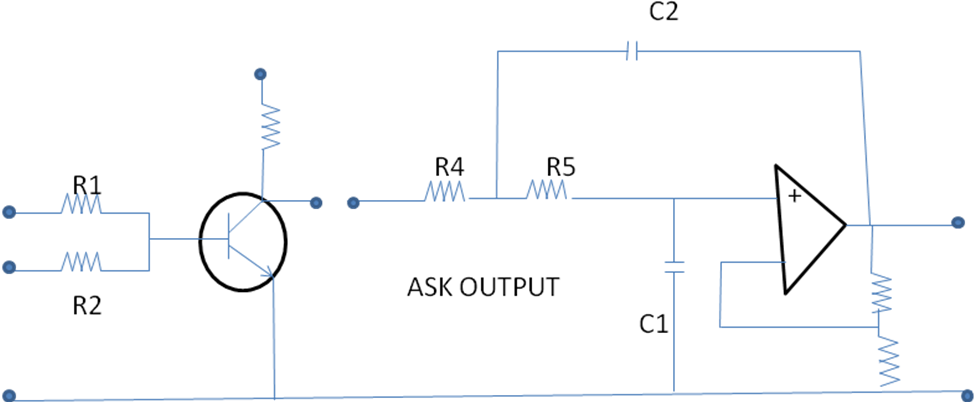 C2
R1
R4
R5
+
R2
ASK OUTPUT
C1